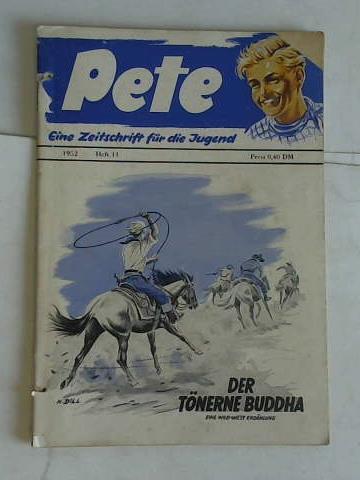 Pete
Eine Zeitschrift für die Jugend
1952 Heft 11 Preis 0,40 DM
DER
TÖNERNE BUDDHA
EINE WILD-WEST ERZÄHLUNG
H. DILL